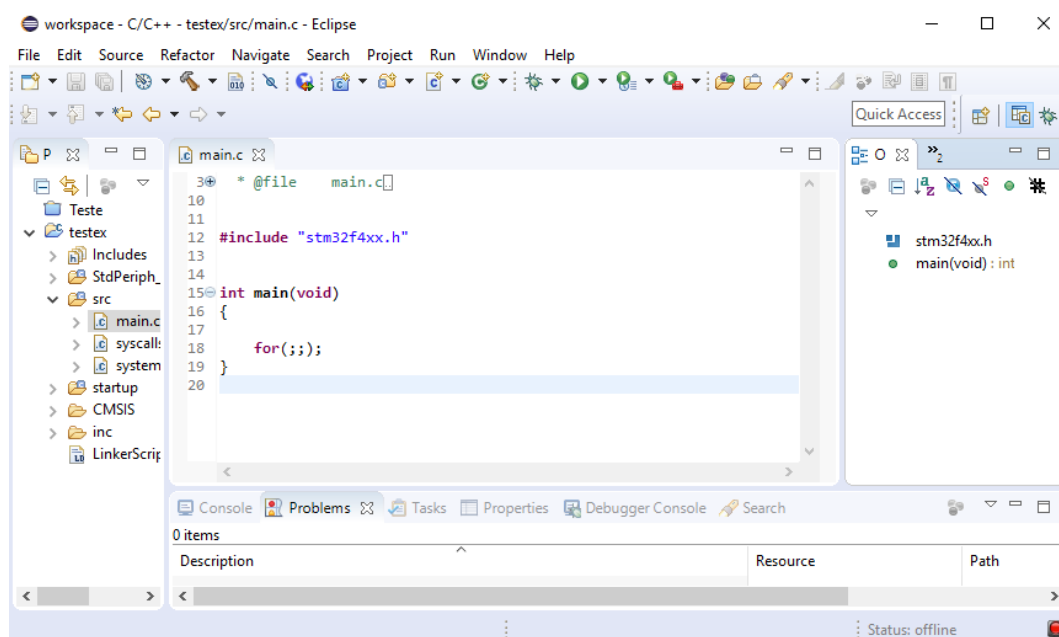 workspace - C/C++ - testex/src/main.c - Eclipse
File Edit Source Refactor Navigate Search Project Run Window Help
Quick Access
P
Teste
testex
Includes
StdPeriph_
src
main.c
syscall
system
startup
CMSIS
inc
LinkerScrip
main.c
3 * @file main.c
10
11
12 #include "stm32f4xx.h"
13
14
15 int main(void)
16 {
17
18 for(;;);
19 }
20
O
»2
stm32f4xx.h
main(void) : int
Console Problems Tasks Properties Debugger Console Search
0 items
Description Resource Path
Status: offline